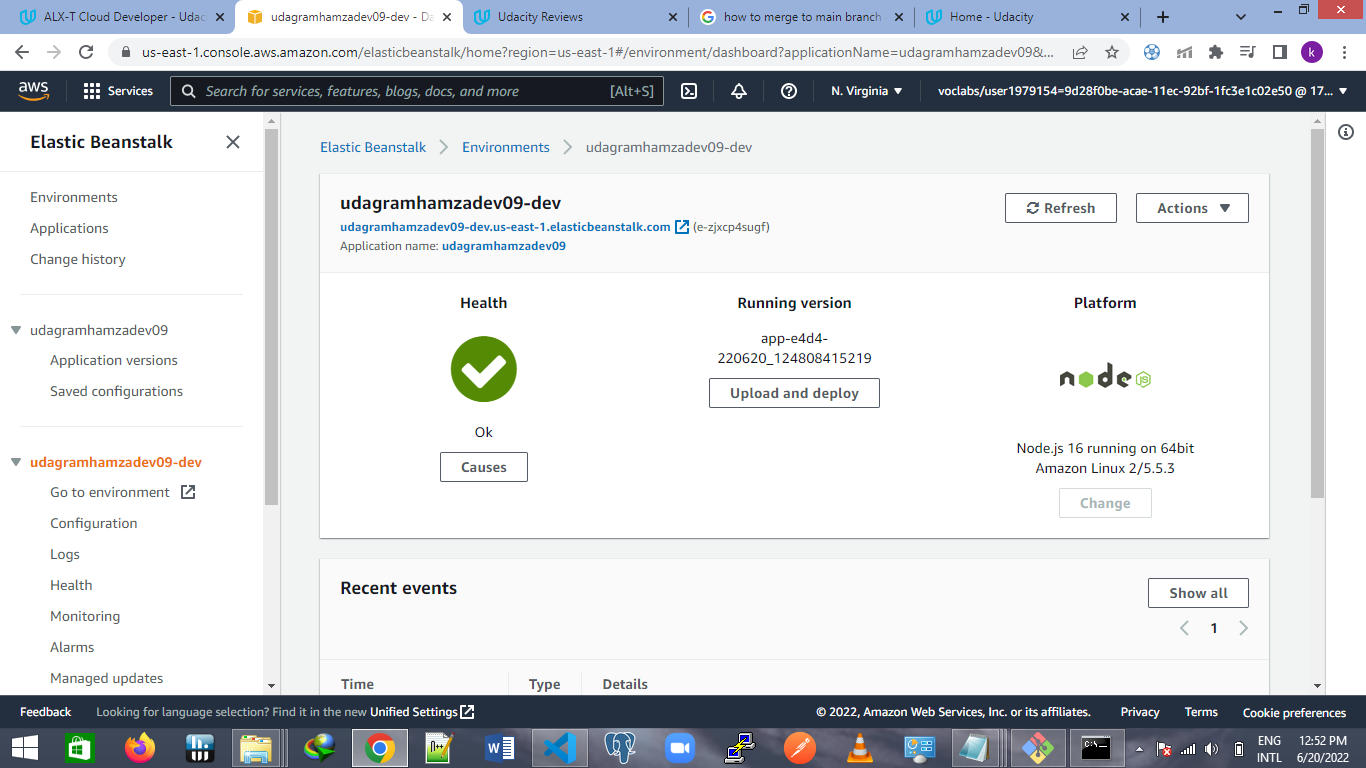 ALX-T Cloud Developer - Udac
udagramhamzadev09-dev - Da
Udacity Reviews
how to merge to main branch
Home - Udacity
us-east-1.console.aws.amazon.com/elasticbeanstalk/home?region=us-east-1#/environment/dashboard?applicationName=udagramhamzadev09&...
k
aws
Services
Search for services, features, blogs, docs, and more
[Alt+S]
N. Virginia
voclabs/user1979154=9d28f0be-acae-11ec-92bf-1fc3e1c02e50 @ 17...
Elastic Beanstalk
Environments
Applications
Change history
udagramhamzadev09
Application versions
Saved configurations
udagramhamzadev09-dev
Go to environment
Configuration
Logs
Health
Monitoring
Alarms
Managed updates
Elastic Beanstalk
Environments
udagramhamzadev09-dev
udagramhamzadev09-dev
udagramhamzadev09-dev.us-east-1.elasticbeanstalk.com (e-zjxcp4sugf)
Application name: udagramhamzadev09
Refresh
Actions
Health
Ok
Causes
Running version
app-e4d4-
220620_124808415219
Upload and deploy
Platform
node JS
Node.js 16 running on 64bit
Amazon Linux 2/5.5.3
Change
Recent events
Show all
1
Time
Type
Details
Feedback
Looking for language selection? Find it in the new Unified Settings
© 2022, Amazon Web Services, Inc. or its affiliates.
Privacy
Terms
Cookie preferences
ENG
INTL
12:52 PM
6/20/2022